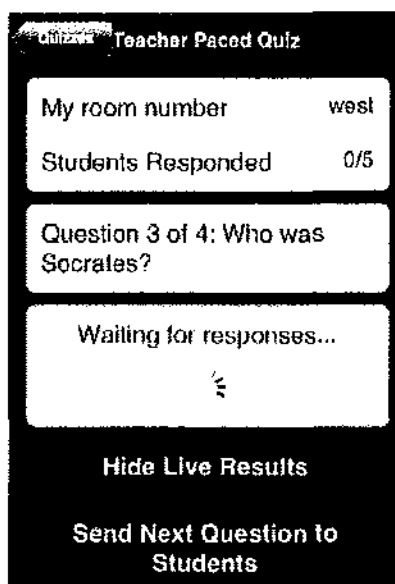 Quizzes Teacher Paced Quiz
My room number west
Students Responded 0/5
Question 3 of 4: Who was
Socrates?
Waiting for responses...
Hide Live Results
Send Next Question to
Students